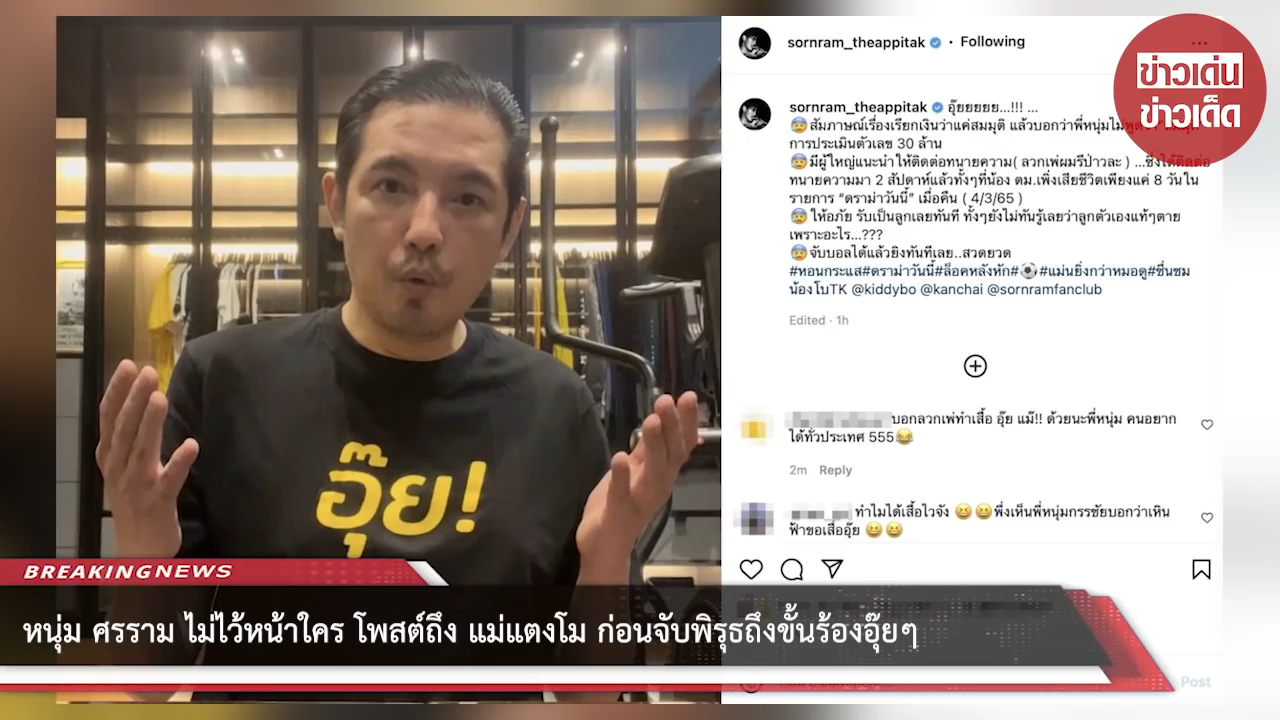 sornram_theappitak • Following
ข่าวเด่น
ข่าวเด็ด
sornram_theappitak อุ๊ยยยยย...!!! ...
😰สัมภาษณ์เรื่องเรียกเงินว่าแค่สมมุติ แล้วบอกว่าพี่หนุ่มไม่
การประเมินตัวเลข 30 ล้าน
😰มีผู้ใหญ่แนะนำให้ติดต่อทนายความ( ลวกเพ่ผมรีป่าวละ ) ...ซึ่งได้ติดต่อ
ทนายความมา 2 สัปดาห์แล้วทั้งๆที่น้อง ตม.เพิ่งเสียชีวิตเพียงแค่ 8 วันใน
รายการ “ดราม่าวันนี้” เมื่อคืน ( 4/3/65 )
😰 ให้อภัย รับเป็นลูกเลยทันที ทั้งๆยังไม่ทันรู้เลยว่าลูกตัวเองแท้ๆตาย
เพราะอะไร...???
😰จับบอลได้แล้วยิงทันทีเลย..สวดยวด
#หอนกระแส#ดราม่าวันนี้#ล็อคหลังหัก#⚽#แม่นยิ่งกว่าหมอดู#ชื่นชม
น้องโบTK @kiddybo @kanchai @sornramfanclub
Edited · 1h
บอกลวกเพ่ทำเสื้อ อุ๊ย แม้!! ด้วยนะพี่หนุ่ม คนอยาก
ได้ทั่วประเทศ 555😂
2m Reply
ทำไมได้เสื้อไวจัง 😆😆พึ่งเห็นพี่หนุ่มกรรชัยบอกว่าเหิน
ฟ้าขอเสื้ออุ๊ย 😆😆
อุ๊ย!
BREAKINGNEWS
หนุ่ม ศรราม ไม่ไว้หน้าใคร โพสต์ถึง แม่แตงโม ก่อนจับพิรุธถึงขั้นร้องอุ๊ยๆ
Post